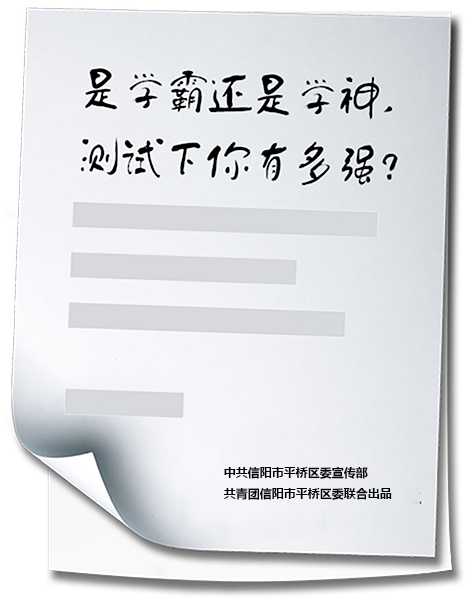 是学霸还是学神,
测试下你有多强?
中共信阳市平桥区委宣传部
共青团信阳市平桥区委联合出品